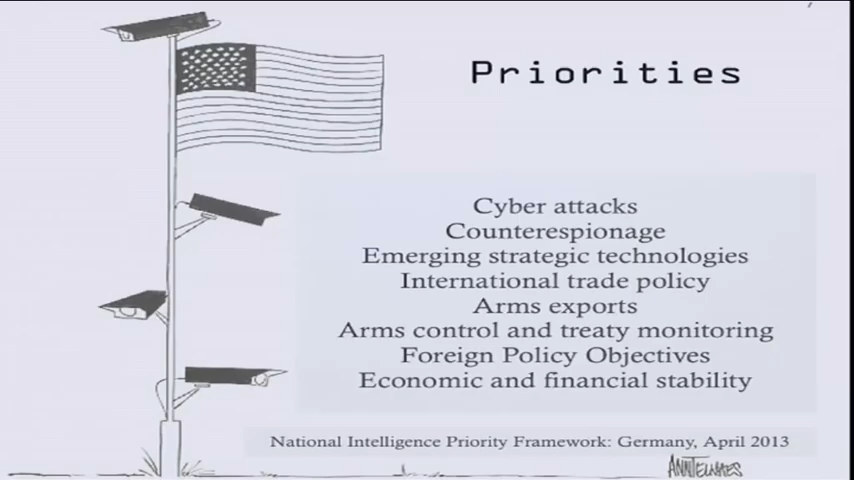 Priorities
Cyber attacks
Counterespionage
Emerging strategic technologies
International trade policy
Arms exports
Arms control and treaty monitoring
Foreign Policy Objectives
Economic and financial stability
National Intelligence Priority Framework: Germany, April 2013